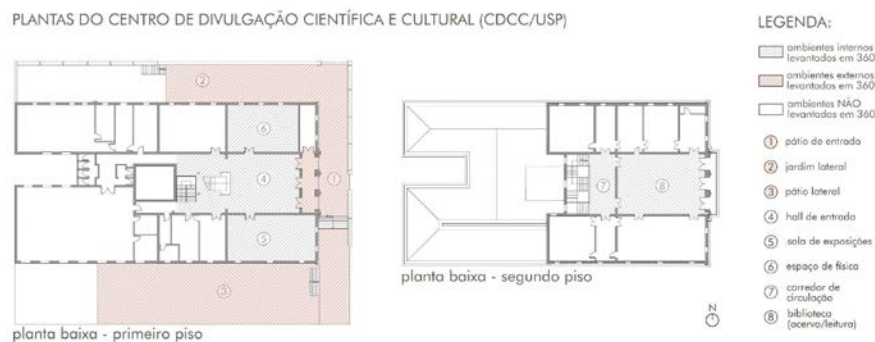 PLANTAS DO CENTRO DE DIVULGAÇÃO CIENTÍFICA E CULTURAL (CDCC/USP)
2
6
4
1
5
3
planta baixa - primeiro piso
7
8
planta baixa - segundo piso
N
LEGENDA:
ambientes internos
levantados em 360
ambientes externos
levantados em 360
ambientes NÃO
levantados em 360
1 pátio de entrada
2 jardim lateral
3 pátio lateral
4 hall de entrada
5 sala de exposições
6 espaço de física
7 corredor de
circulação
8 biblioteca
(acervo/leitura)